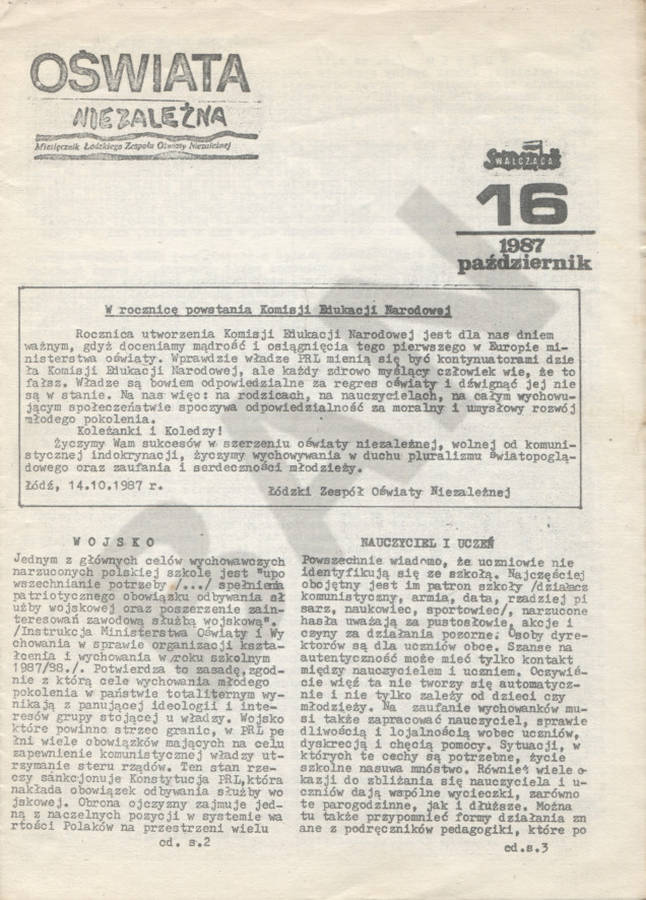 OŚWIATA
NIEZALEŻNA
Miesięcznik Łódzkiego Zespołu Oświaty Niezależnej
WALCZĄCA
16
1987
październik
W rocznicę powstania Komisji Edukacji Narodowej
Rocznica utworzenia Komisji Edukacji Narodowej jest dla nas dniem
ważnym, gdyż doceniamy mądrość i osiągnięcia tego pierwszego w Europie mi-
nisterstwa oświaty. Wprawdzie władze PRL mienią się być kontynuatorami dzie
ła Komisji Edukacji Narodowej, ale każdy zdrowo myślący człowiek wie, że to
fałsz. Władze są bowiem odpowiedzialne za regres oświaty i dźwignąć jej nie
są w stanie. Na nas więc: na rodzicach, na nauczycielach, na całym wychowu-
jącym społeczeństwie spoczywa odpowiedzialność za moralny i umysłowy rozwój
młodego pokolenia.
Koleżanki i Koledzy!
Życzymy Wam sukcesów w szerzeniu oświaty niezależnej, wolnej od komuni-
stycznej indokrynacji, życzymy wychowywania w duchu pluralizmu światopoglą-
dowego oraz zaufania i serdeczności młodzieży.
Łódź, 14.10.1987 r.
Łódzki Zespół Oświaty Niezależnej
WOJSKO
Jednym z głównych celów wychowawczych
narzuconych polskiej szkole jest "upo
wszechnianie potrzeby /.../ spełnienia
patriotycznego obowiązku odbywania sł
użby wojskowej oraz poszerzenie zain-
teresowań zawodową służbą wojskową".
/Instrukcja Ministerstwa Oświaty i Wy
chowania w sprawie organizacji kszta-
łcenia i wychowania w roku szkolnym
1987/88./. Potwierdza to zasadę, zgod-
nie z którą cele wychowania młodego
pokolenia w państwie totaliternym wy-
nikają z panującej ideologii i inte-
resów grupy stojącej u władzy. Wojsko
które powinno strzec granic, w PRL pe
łni wiele obowiązków mających na celu
zapewnienie komunistycznej władzy ut-
rzymanie steru rządów. Ten stan rze-
czy sankcjonuje Konstytucja PRL, która
nakłada obowiązek odbywania służby wo
jskowej. Obrona ojczyzny zajmuje jed-
ną z naczelnych pozycji w systemie wa
rtości Polaków na przestrzeni wielu
cd. s.2
NAUCZYCIEL I UCZEŃ
Powszechnie wiadomo, że uczniowie nie
identyfikują się ze szkołą. Najczęściej
obojętny jest im patron szkoły /działacz
komunistyczny, armia, data, rzadziej pi
sarz, naukowiec, sportowiec/, narzucone
hasła uważają za pustosłowie, akcje i
czyny za działania pozorne. Osoby dyre-
ktorów są dla uczniów obce. Szanse na
autentyczność może mieć tylko kontakt
między nauczycielem i uczniem. Oczywiś-
cie więź ta nie tworzy się automatycz-
nie i nie tylko zależy od dzieci czy
młodzieży. Na zaufanie wychowanków mu-
si także zapracować nauczyciel, sprawie
dliwością i lojalnością wobec uczniów,
dyskrecją i chęcią pomocy. Sytuacji, w
których te cechy są potrzebne, życie
szkolne nasuwa mnóstwo. Również wiele o-
kazji do zbliżania się nauczyciela i u-
czniów dają wspólne wycieczki, zarówno
te parogodzinne, jak i dłuższe. Można
tu także przypomnieć formy działania zn
ane z podręczników pedagogiki, które po
cd.s.3